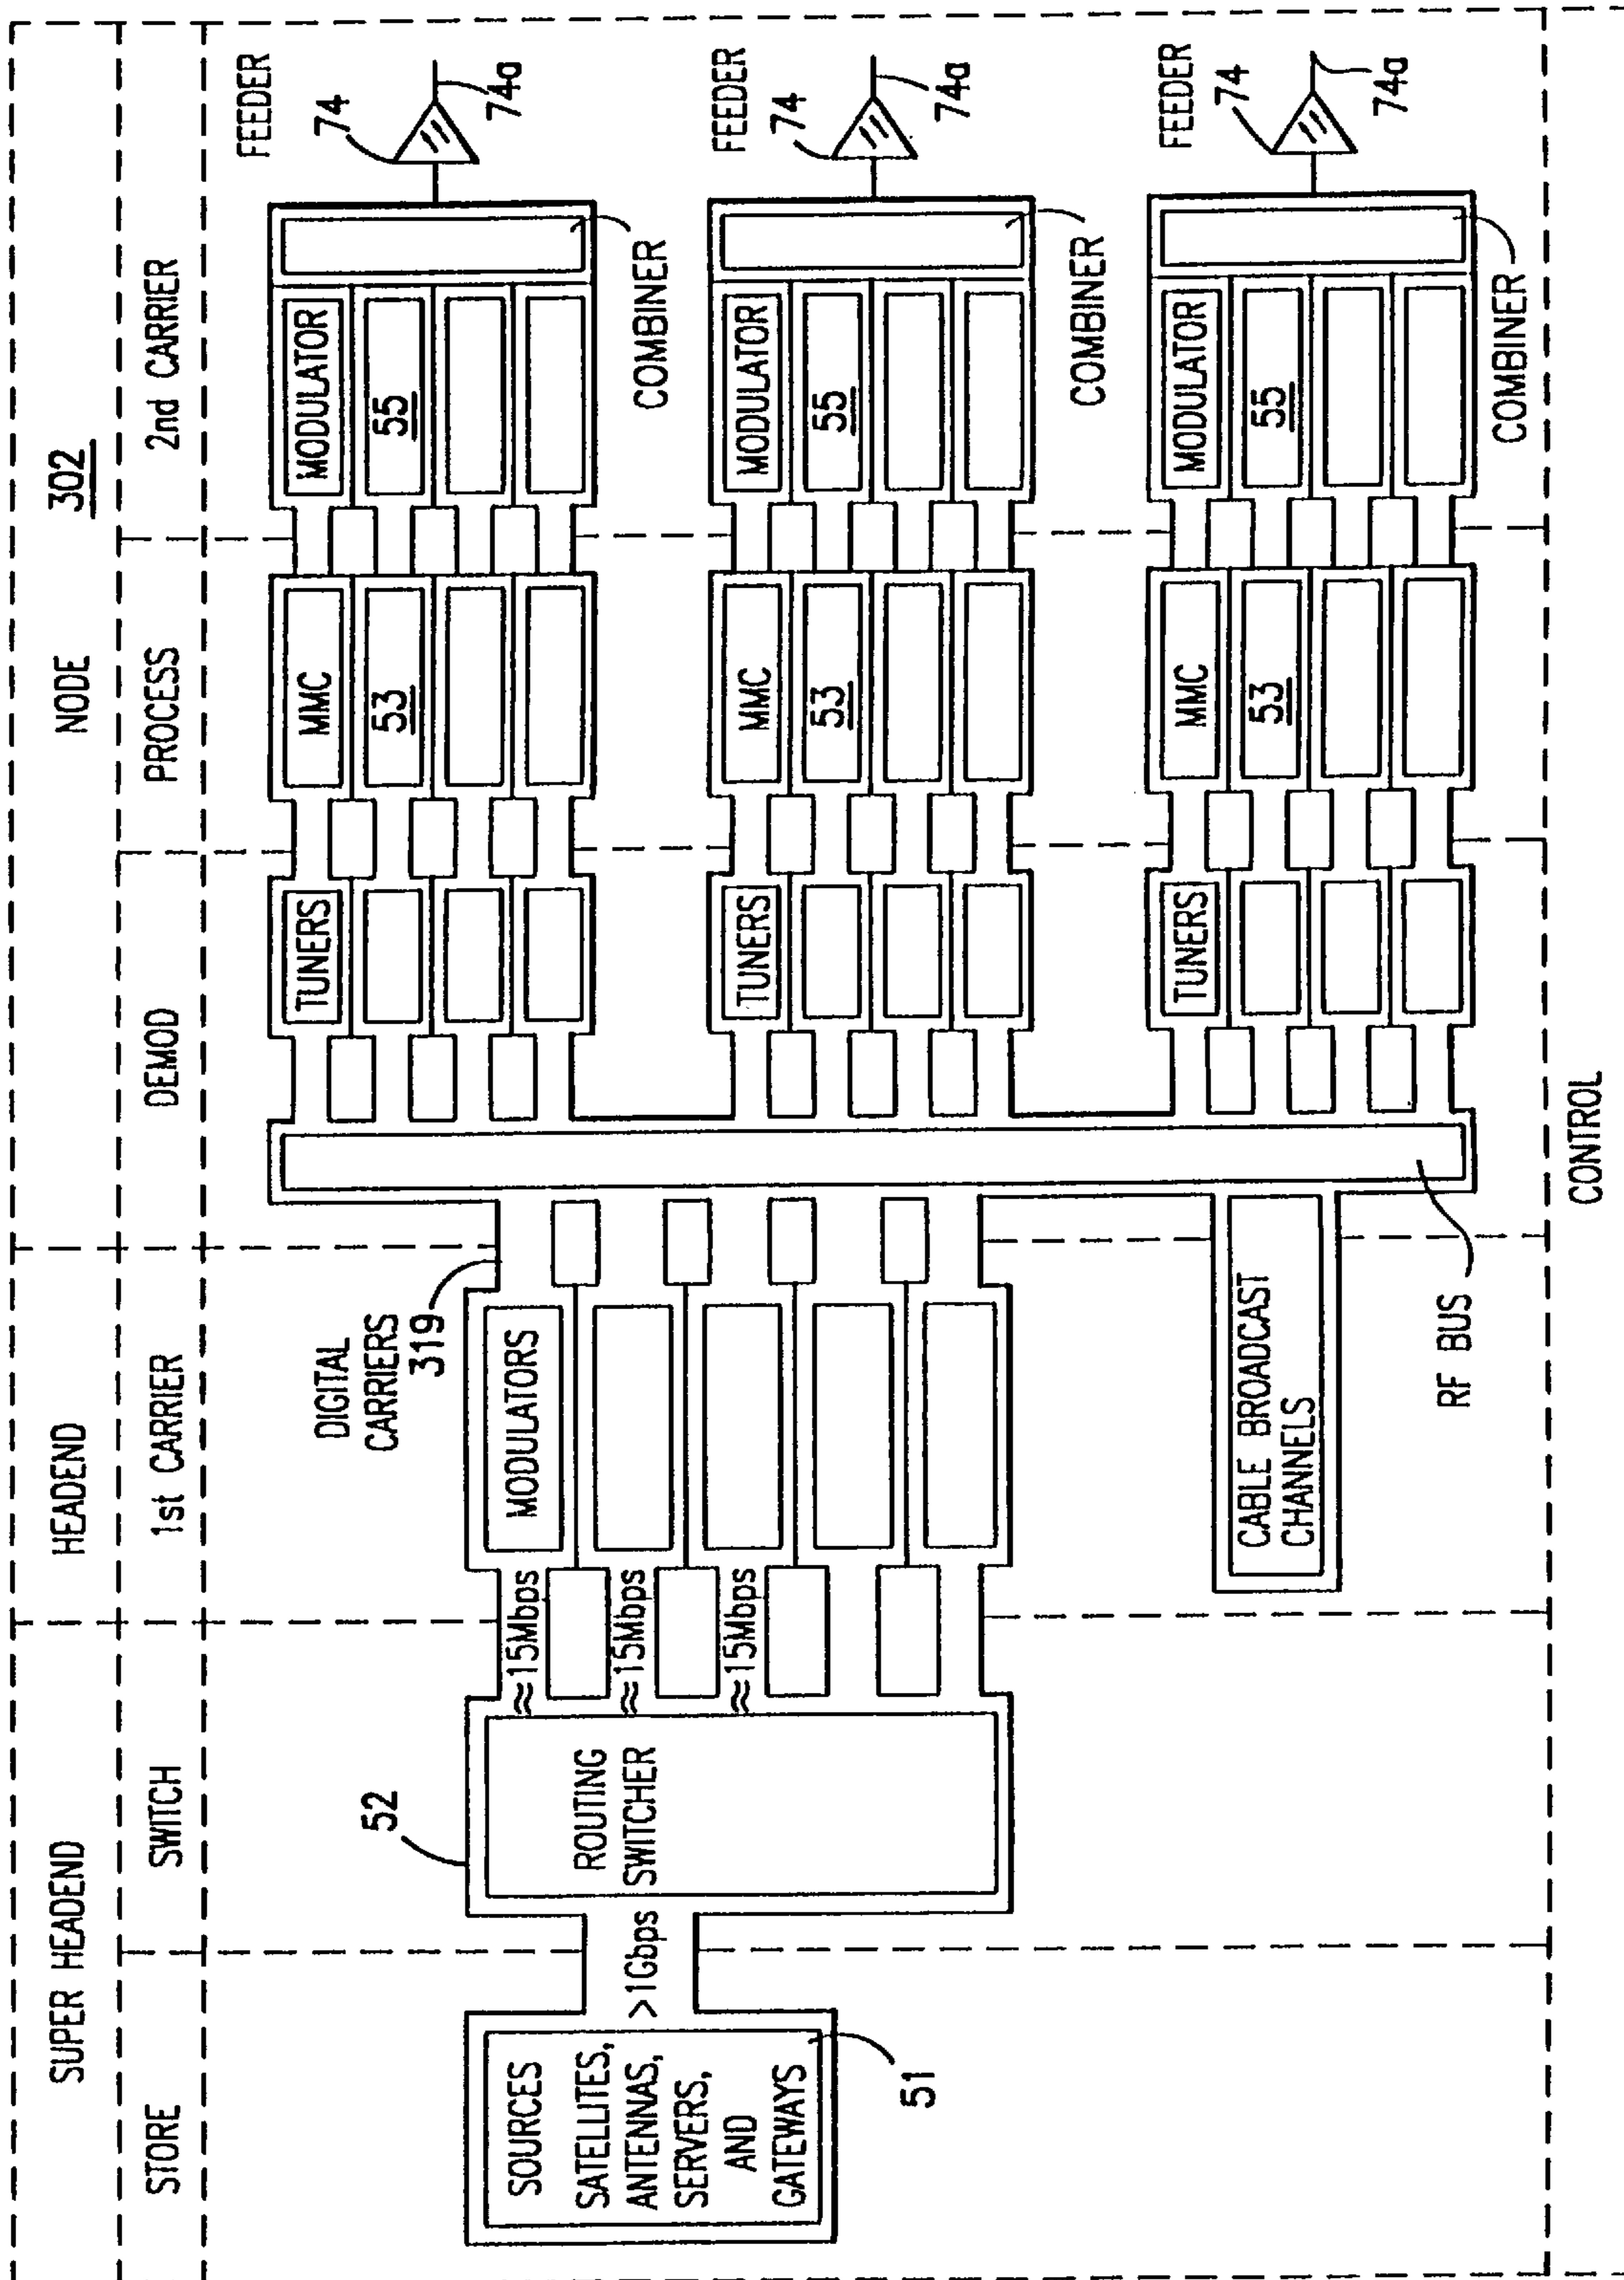 SUPER HEADEND
HEADEND
NODE
302
STORE
SWITCH
1st CARRIER
DEMOD
PROCESS
2nd CARRIER
SOURCES
SATELLITES,
ANTENNAS,
SERVERS,
AND
GATEWAYS
51
>1Gbps
52
ROUTING
SWITCHER
≈15Mbps
≈15Mbps
≈15Mbps
DIGITAL
CARRIERS
319
MODULATORS
CABLE BROADCAST
CHANNELS
RF BUS
TUNERS
MMC
53
MODULATOR
55
COMBINER
FEEDER
74
74a
TUNERS
MMC
53
MODULATOR
55
COMBINER
FEEDER
74
74a
TUNERS
MMC
53
MODULATOR
55
COMBINER
FEEDER
74
74a
CONTROL